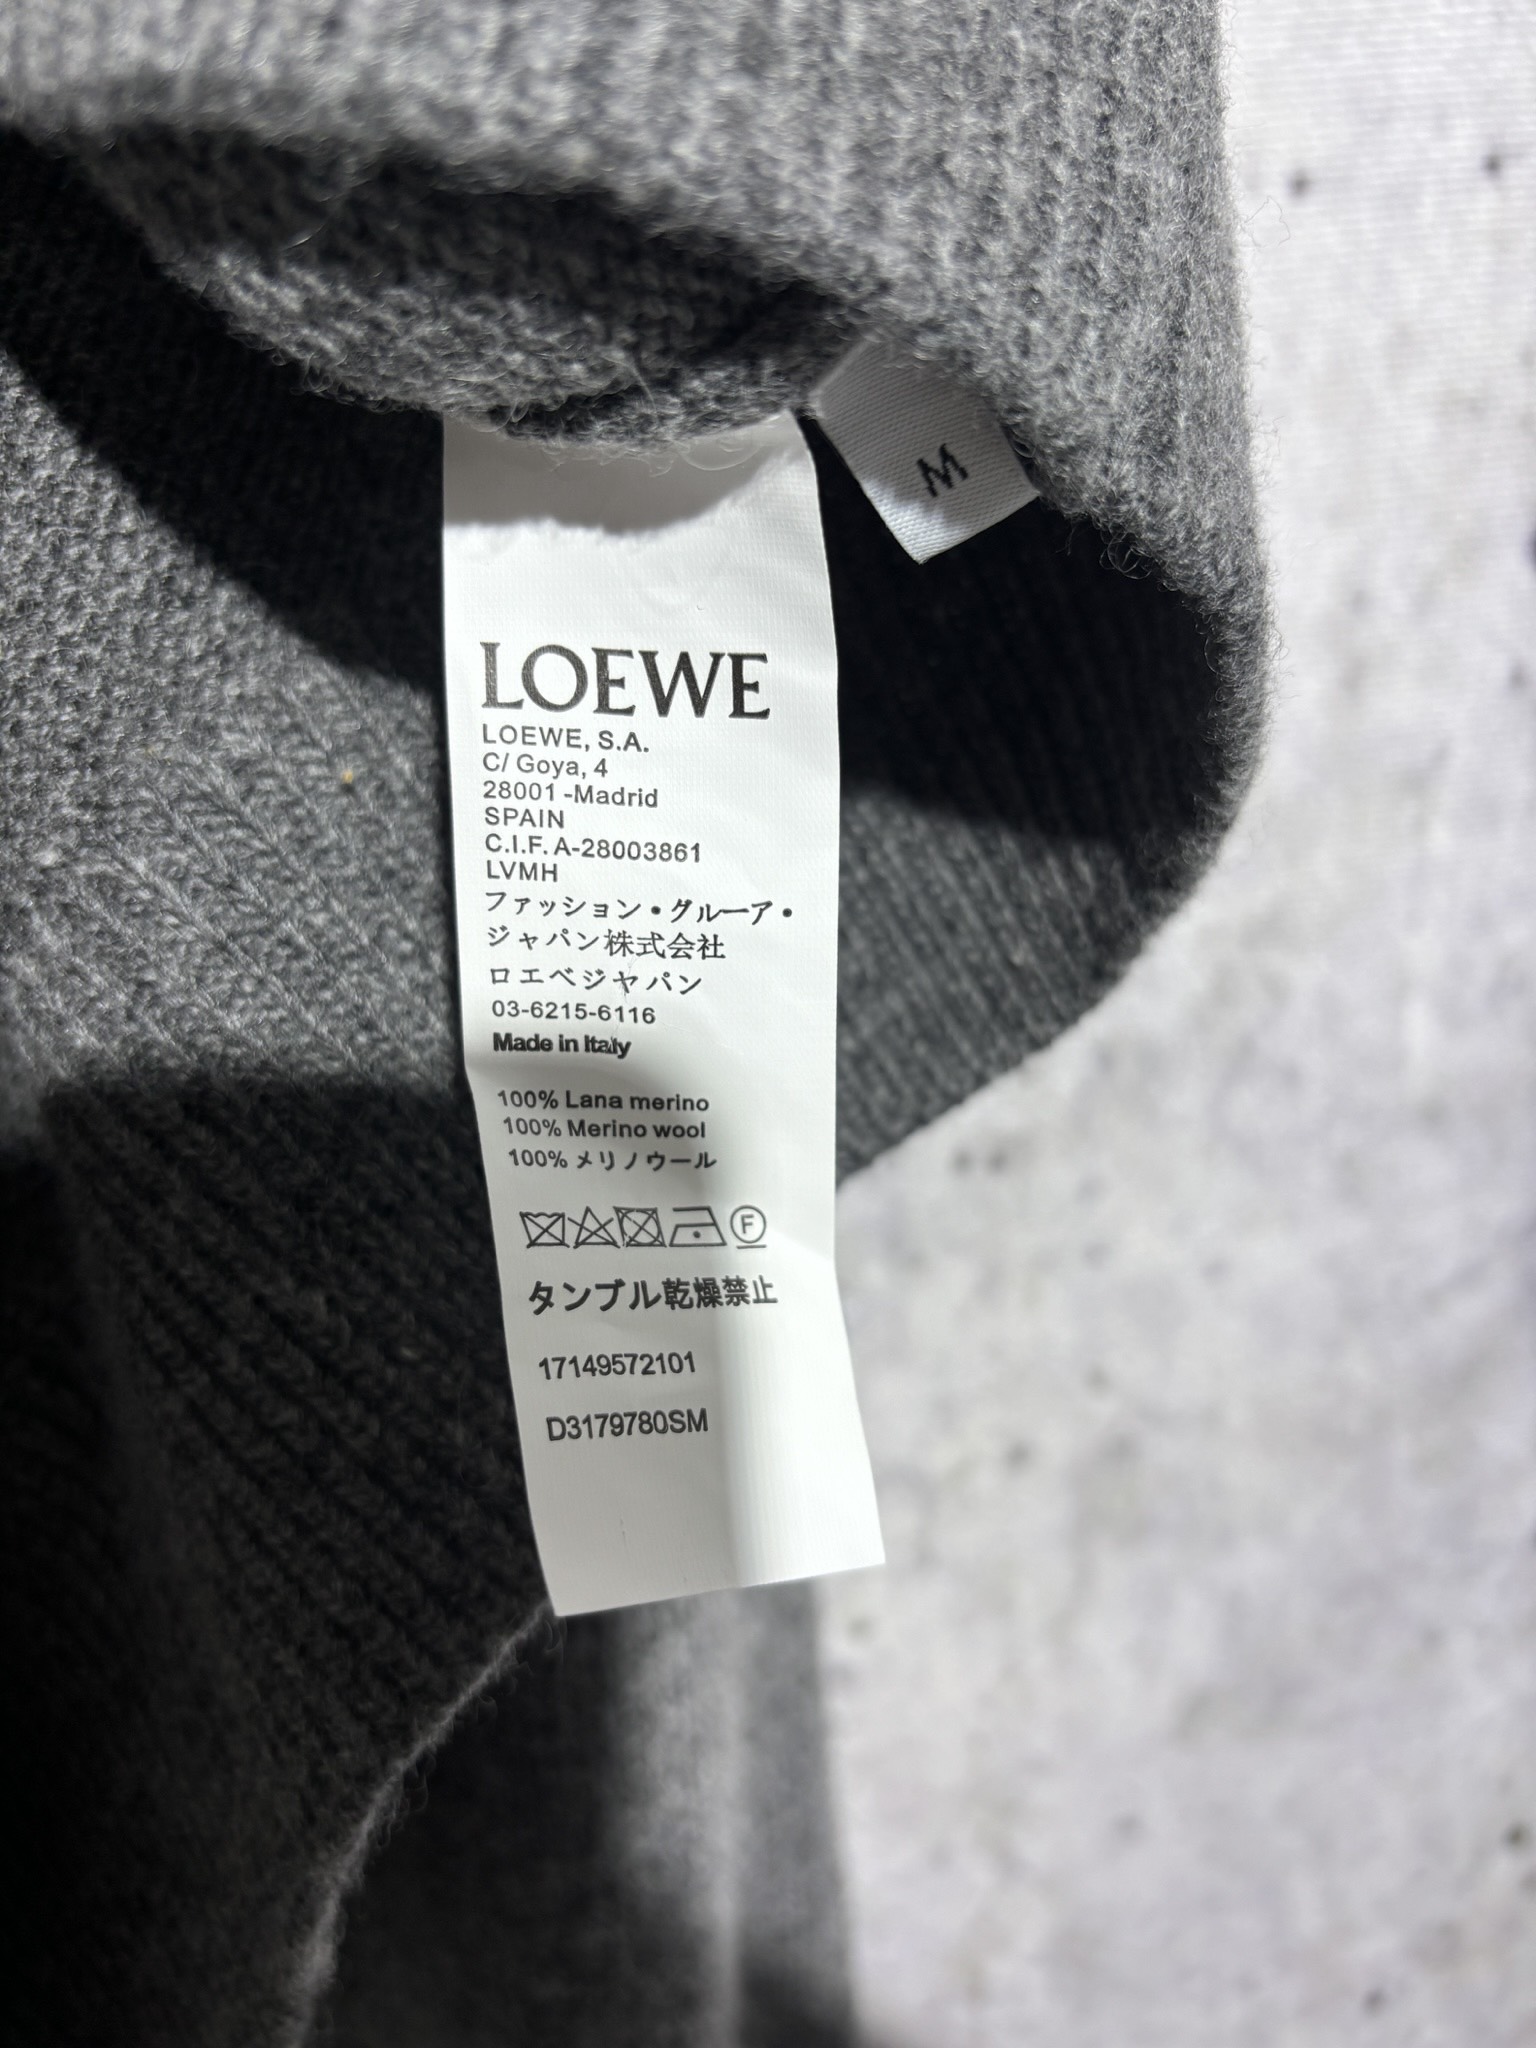 M
LOEWE
LOEWE, S.A.
C/ Goya, 4
28001 -Madrid
SPAIN
C.I.F. A-28003861
LVMH
ファッション・グルーア・
ジャパン株式会社
ロエベジャパン
03-6215-6116
Made in Italy
100% Lana merino
100% Merino wool
100% メリノウール
F
タンブル乾燥禁止
17149572101
D3179780SM